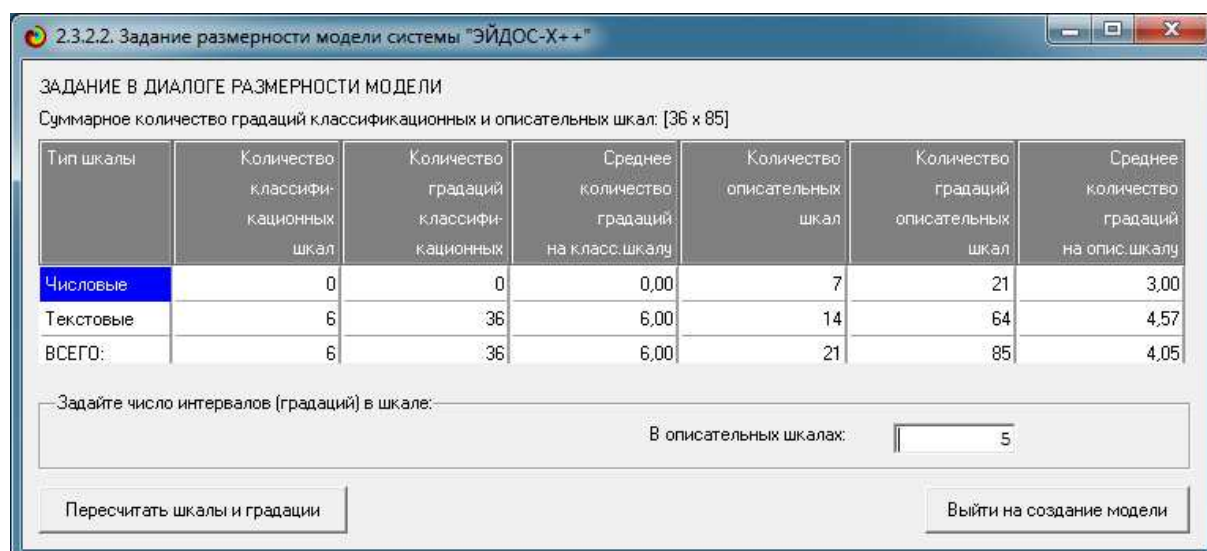 2.3.2.2. Задание размерности модели системы "ЭЙДОС-X++"
ЗАДАНИЕ В ДИАЛОГЕ РАЗМЕРНОСТИ МОДЕЛИ
Суммарное количество градаций классификационных и описательных шкал: [36 x 85]
Тип шкалы Количество Количество Среднее Количество Количество Среднее
классифи- градаций количество описательных градаций количество
кационных классифи- градаций шкал описательных градаций
шкал кационных на класс.шкалу шкал на опис.шкалу
Числовые 0 0 0,00 7 21 3,00
Текстовые 6 36 6,00 14 64 4,57
ВСЕГО: 6 36 6,00 21 85 4,05
Задайте число интервалов (градаций) в шкале:
В описательных шкалах: 5
Пересчитать шкалы и градации Выйти на создание модели